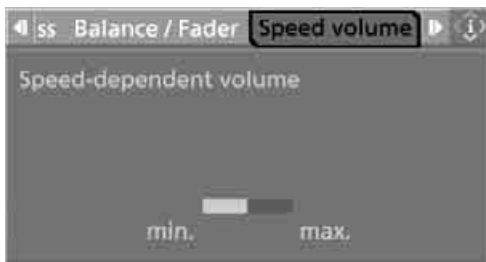 ss Balance / Fader Speed volume i
Speed-dependent volume
min. max.